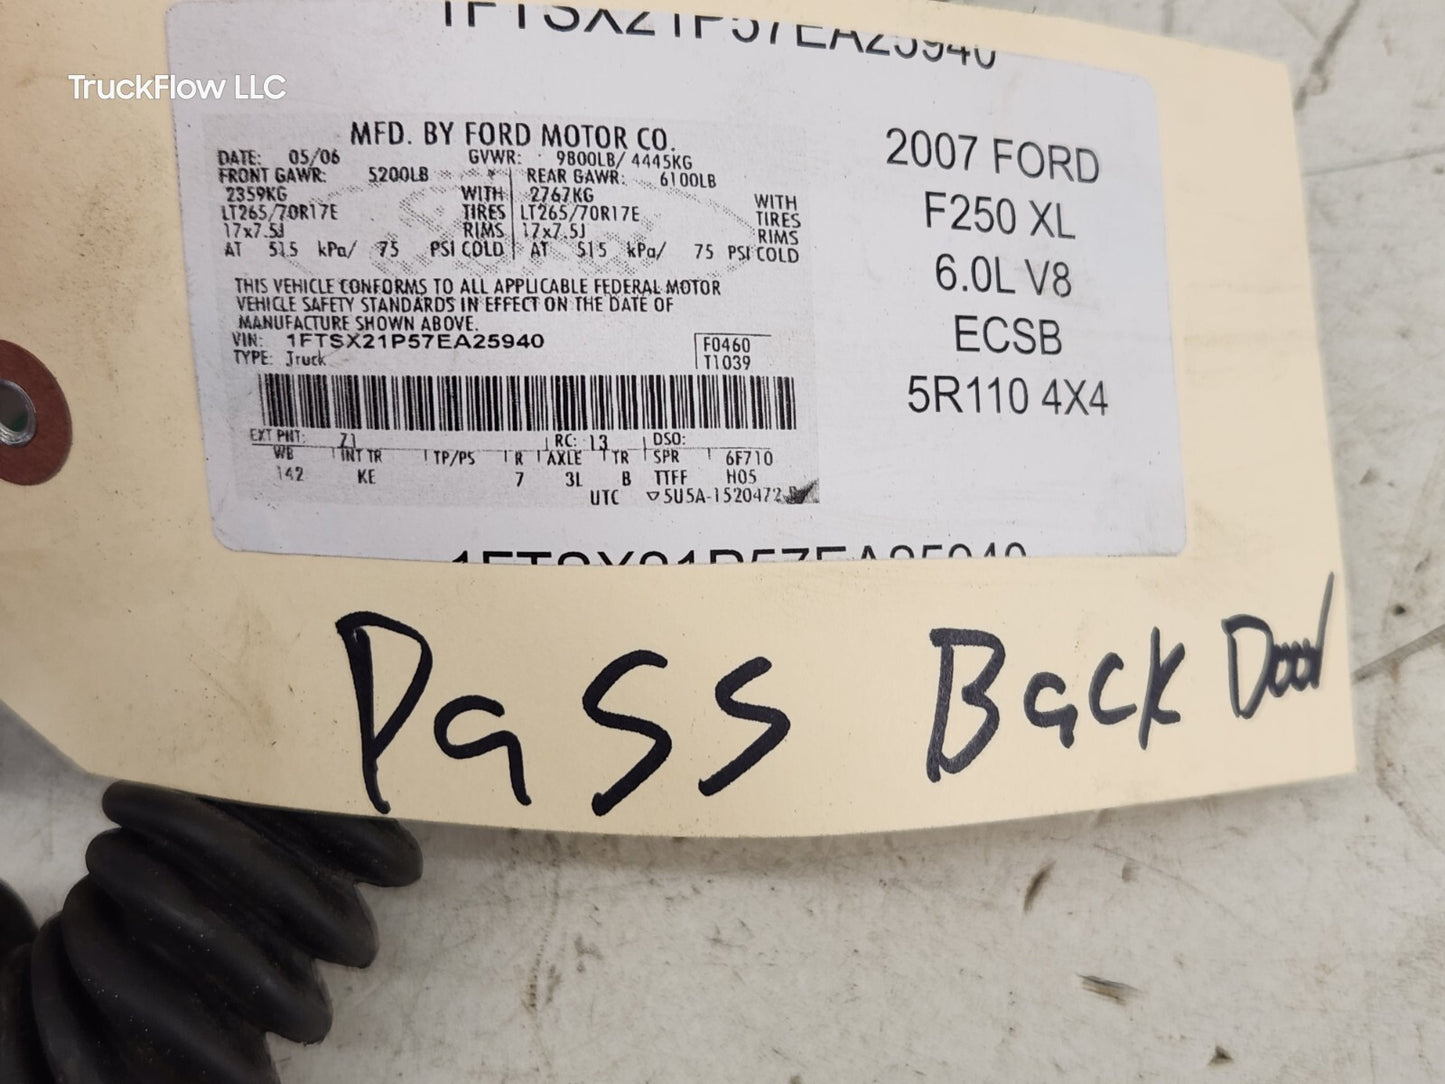 1FTSX21P57EA25940
TruckFlow LLC
MFD. BY FORD MOTOR CO.
DATE: 05/06 GVWR: 9800LB/ 4445KG
FRONT GAWR: 5200LB REAR GAWR: 6100LB
2359KG WITH 2767KG WITH
LT265/70R17E TIRES LT265/70R17E TIRES
17x7.5J RIMS 17x7.5J RIMS
AT 515 kPa/ 75 PSI COLD AT 515 kPa/ 75 PSI COLD
THIS VEHICLE CONFORMS TO ALL APPLICABLE FEDERAL MOTOR
VEHICLE SAFETY STANDARDS IN EFFECT ON THE DATE OF
MANUFACTURE SHOWN ABOVE.
VIN: 1FTSX21P57EA25940 F0460
TYPE: Truck T1039
EXT PNT: Z1 RC: 13 DSO:
WB INT TR TP/PS R AXLE TR SPR 6F710
142 KE 7 3L B TTFF H05
UTC ▽5U5A-1520472
2007 FORD
F250 XL
6.0L V8
ECSB
5R110 4X4
1FTSX21P57EA25940
Pass Back Door